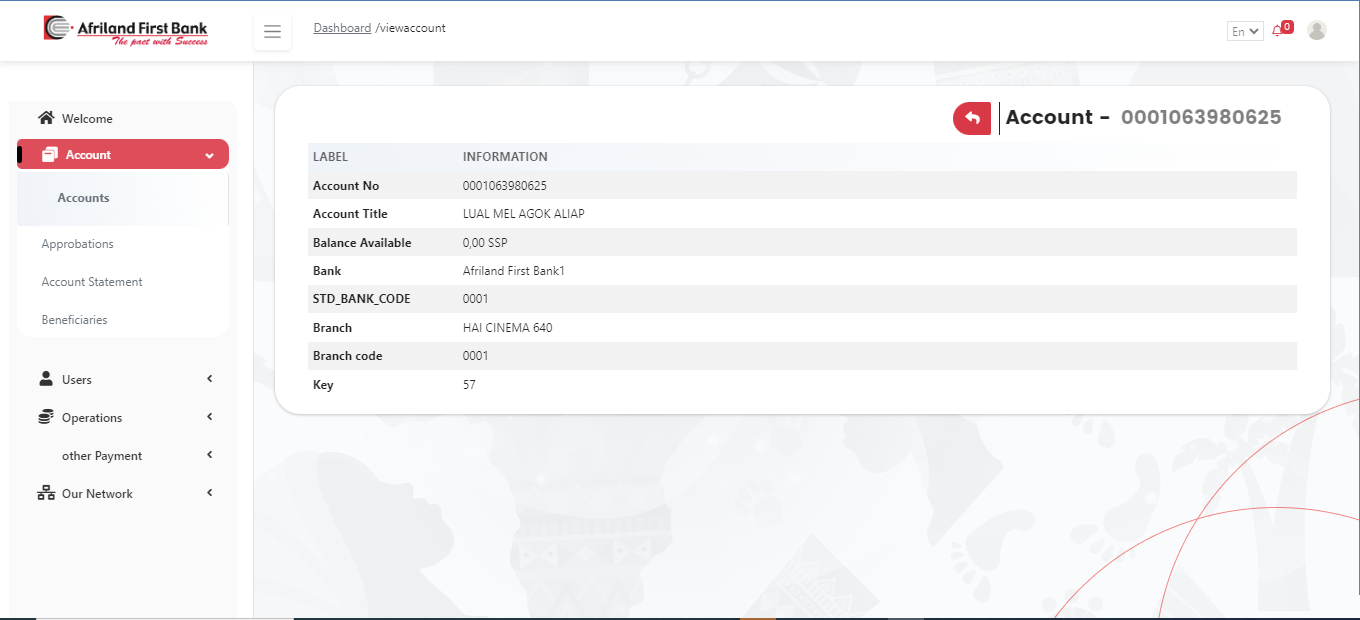 Afriland First Bank
The pact with Success
Dashboard /viewaccount
En
0
Welcome
Account
Accounts
Approbations
Account Statement
Beneficiaries
Users
Operations
other Payment
Our Network
Account - 0001063980625
LABEL INFORMATION
Account No 0001063980625
Account Title LUAL MEL AGOK ALIAP
Balance Available 0,00 SSP
Bank Afriland First Bank1
STD_BANK_CODE 0001
Branch HAI CINEMA 640
Branch code 0001
Key 57